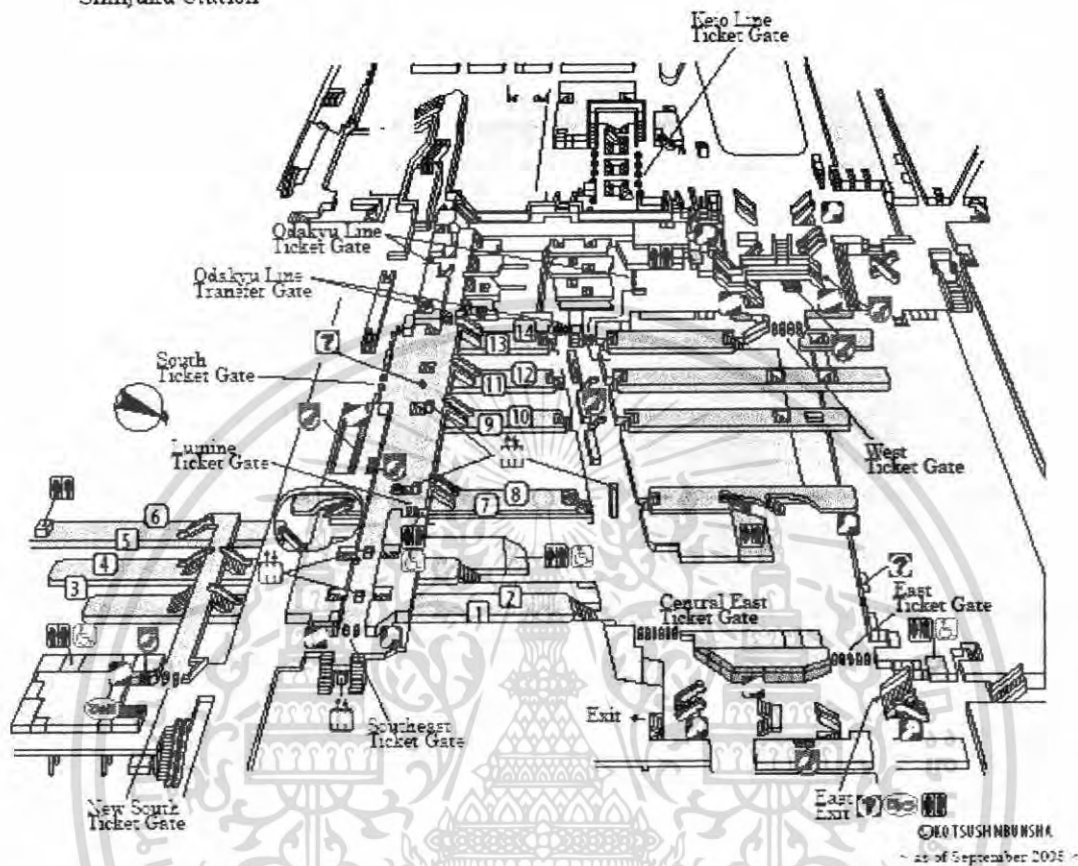 Shinjuku Station
Keio Line
Ticket Gate
Odakyu Line
Ticket Gate
Odakyu Line
Transfer Gate
14
13
?
12
11
South
Ticket Gate
10
9
Lumine
Ticket Gate
West
Ticket Gate
8
7
6
5
4
?
3
East
Ticket Gate
2
Central East
Ticket Gate
1
Exit
Southeast
Ticket Gate
New South
Ticket Gate
East
Exit
?
©KOTSUSHINBUNSHA
as of September 2005